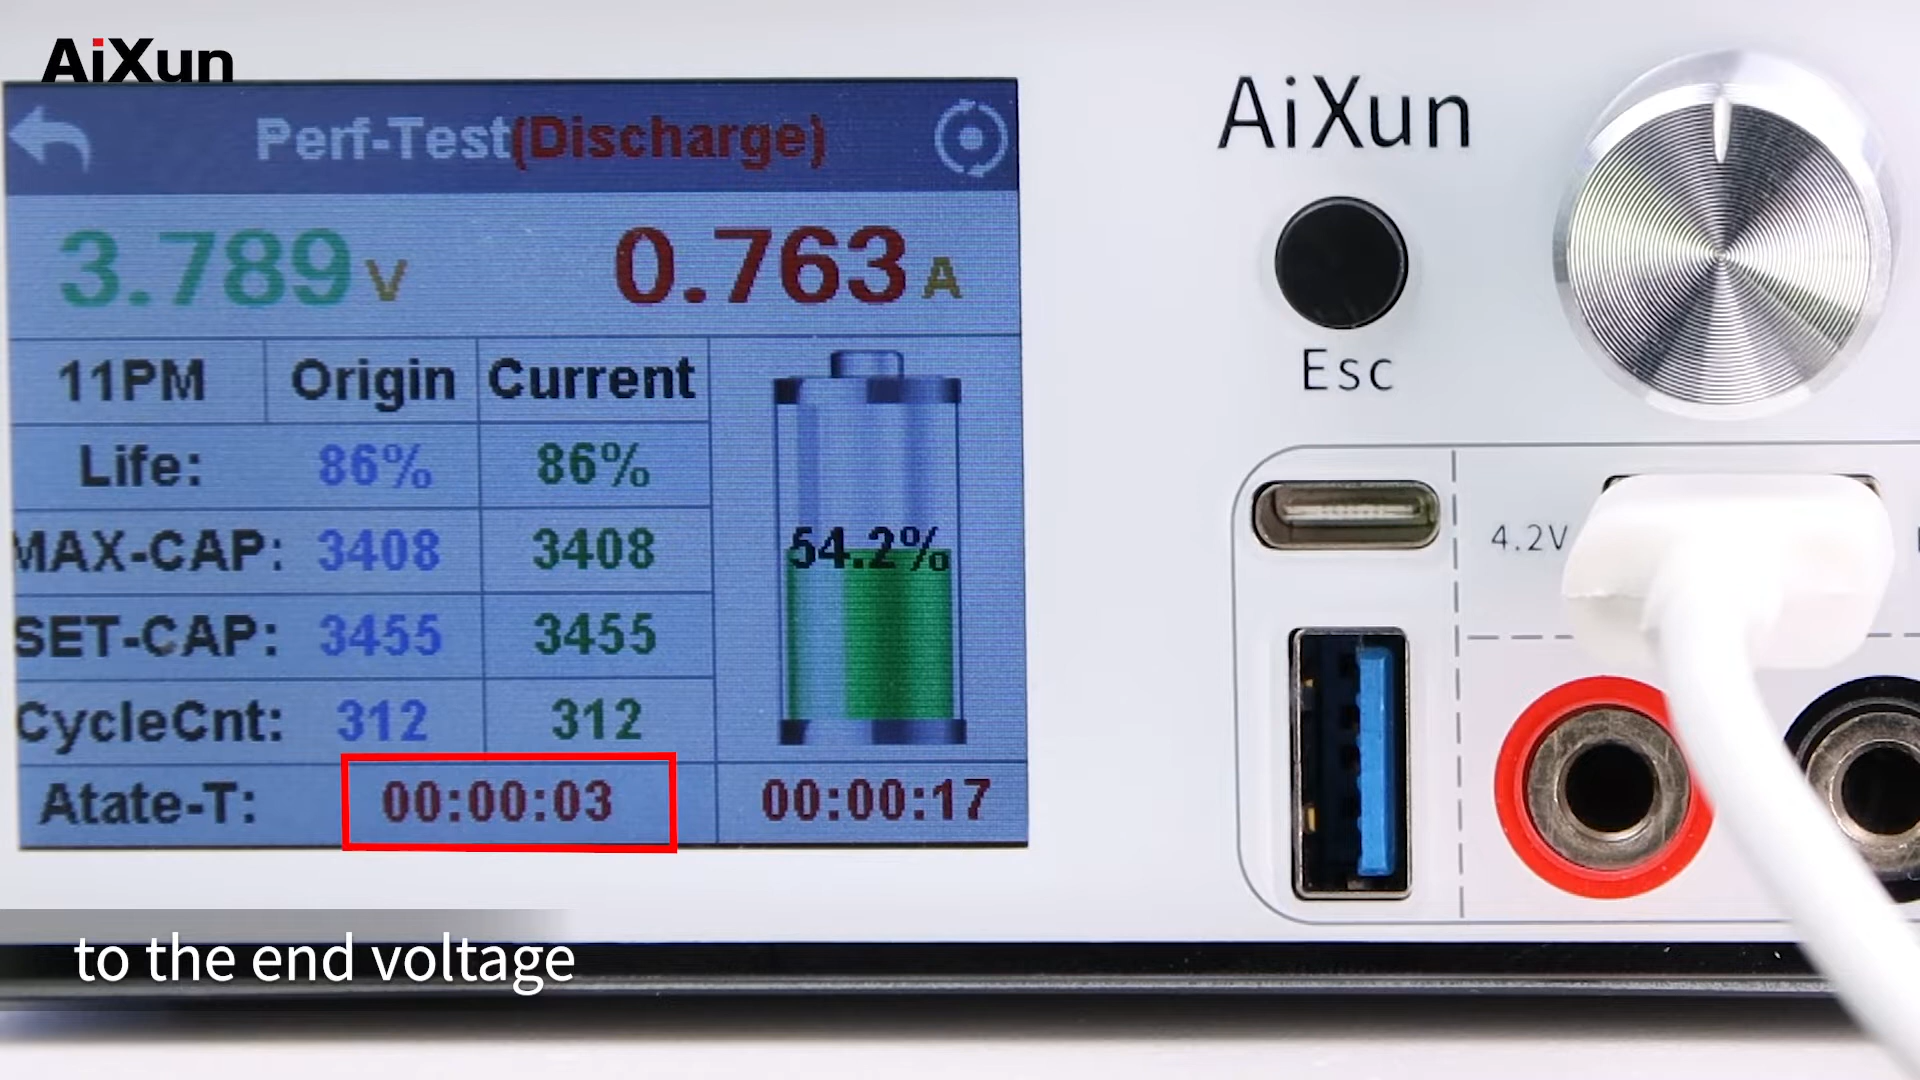 AiXun
Perf-Test(Discharge)
3.789 V 0.763 A
11PM Origin Current
Life: 86% 86%
MAX-CAP: 3408 3408
SET-CAP: 3455 3455
CycleCnt: 312 312
Atate-T: 00:00:03 00:00:17
54.2%
AiXun
Esc
4.2V
to the end voltage